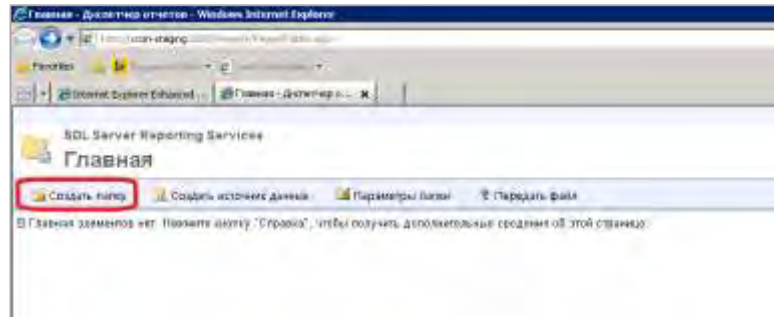 Главная - Диспетчер отчетов - Windows Internet Explorer
Favorites
Internet Explorer Enhanced ...
Главная - Диспетчер о...
SQL Server Reporting Services
Главная
Создать папку
Создать источник данных
Параметры папки
Передать файл
В Главная элементов нет. Нажмите кнопку "Справка", чтобы получить дополнительные сведения об этой странице.